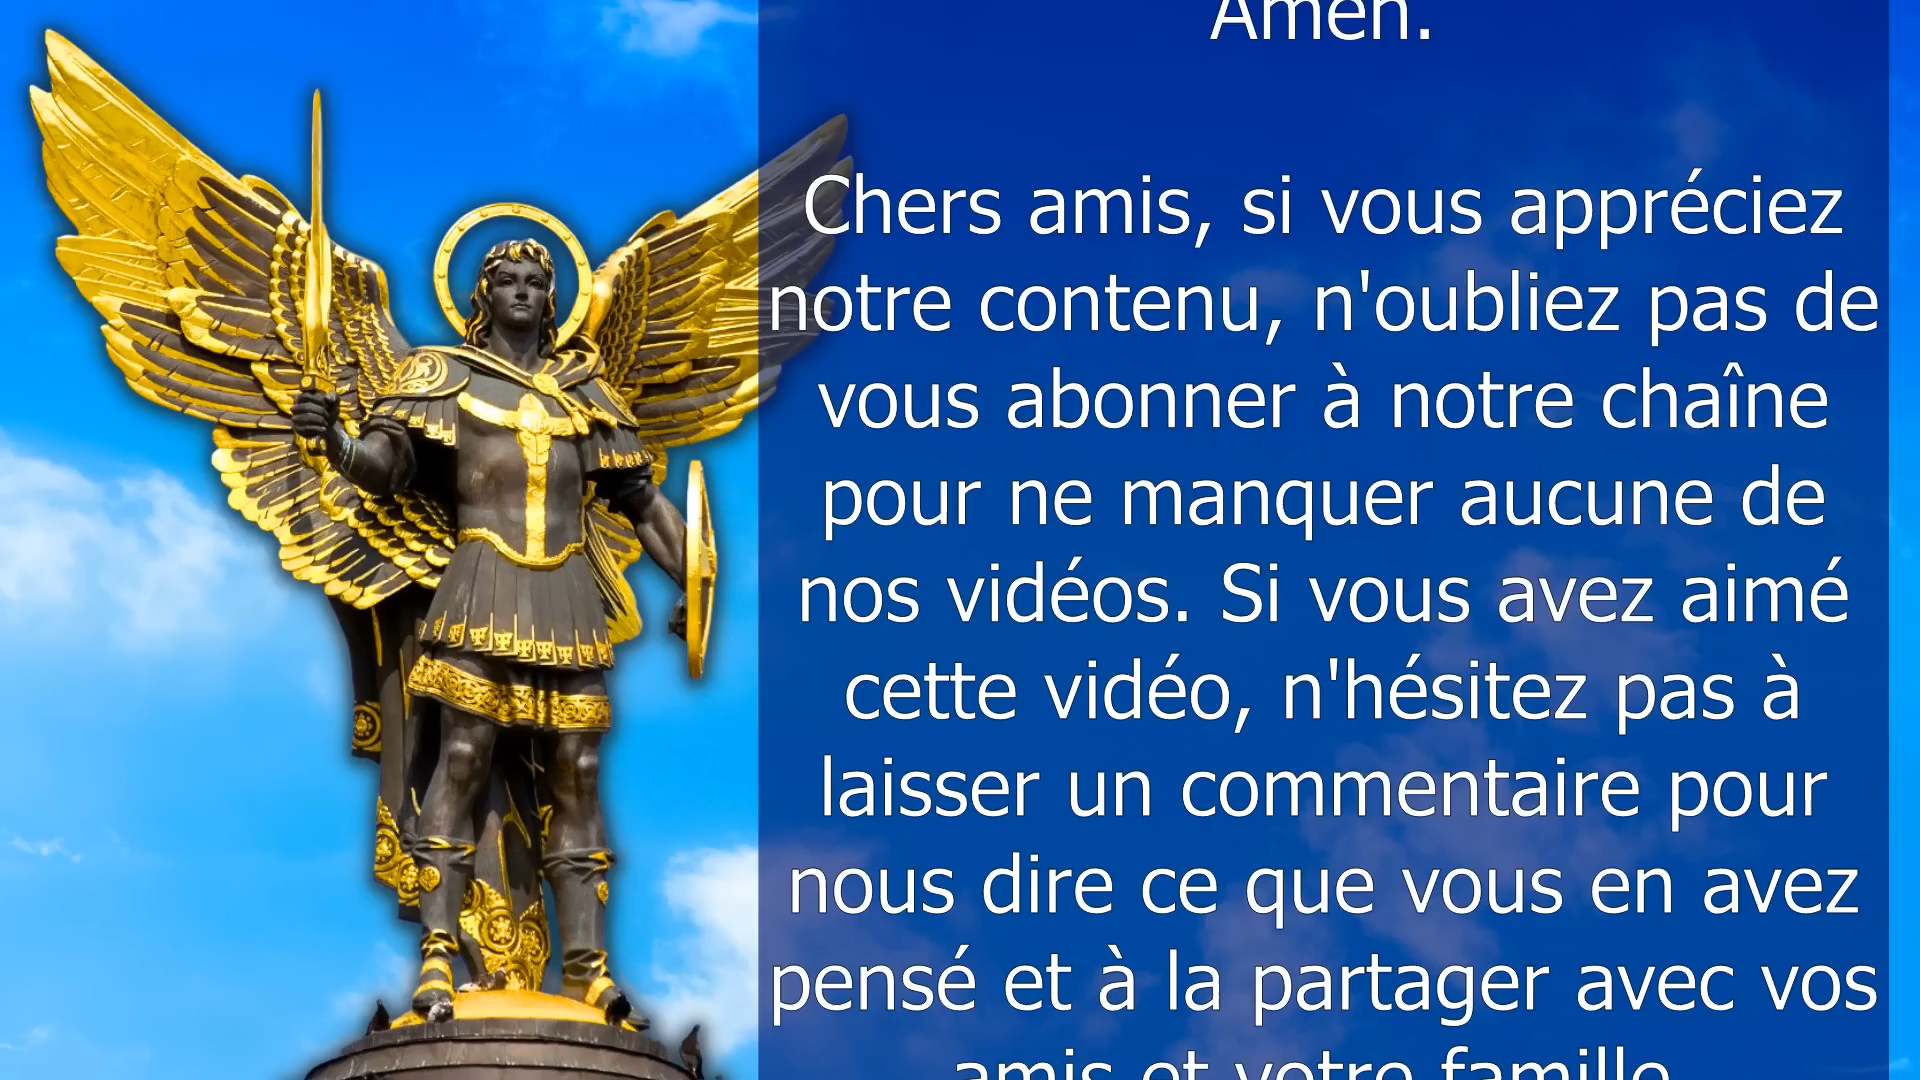 Amen.
Chers amis, si vous appréciez
notre contenu, n'oubliez pas de
vous abonner à notre chaîne
pour ne manquer aucune de
nos vidéos. Si vous avez aimé
cette vidéo, n'hésitez pas à
laisser un commentaire pour
nous dire ce que vous en avez
pensé et à la partager avec vos
amis et votre famille